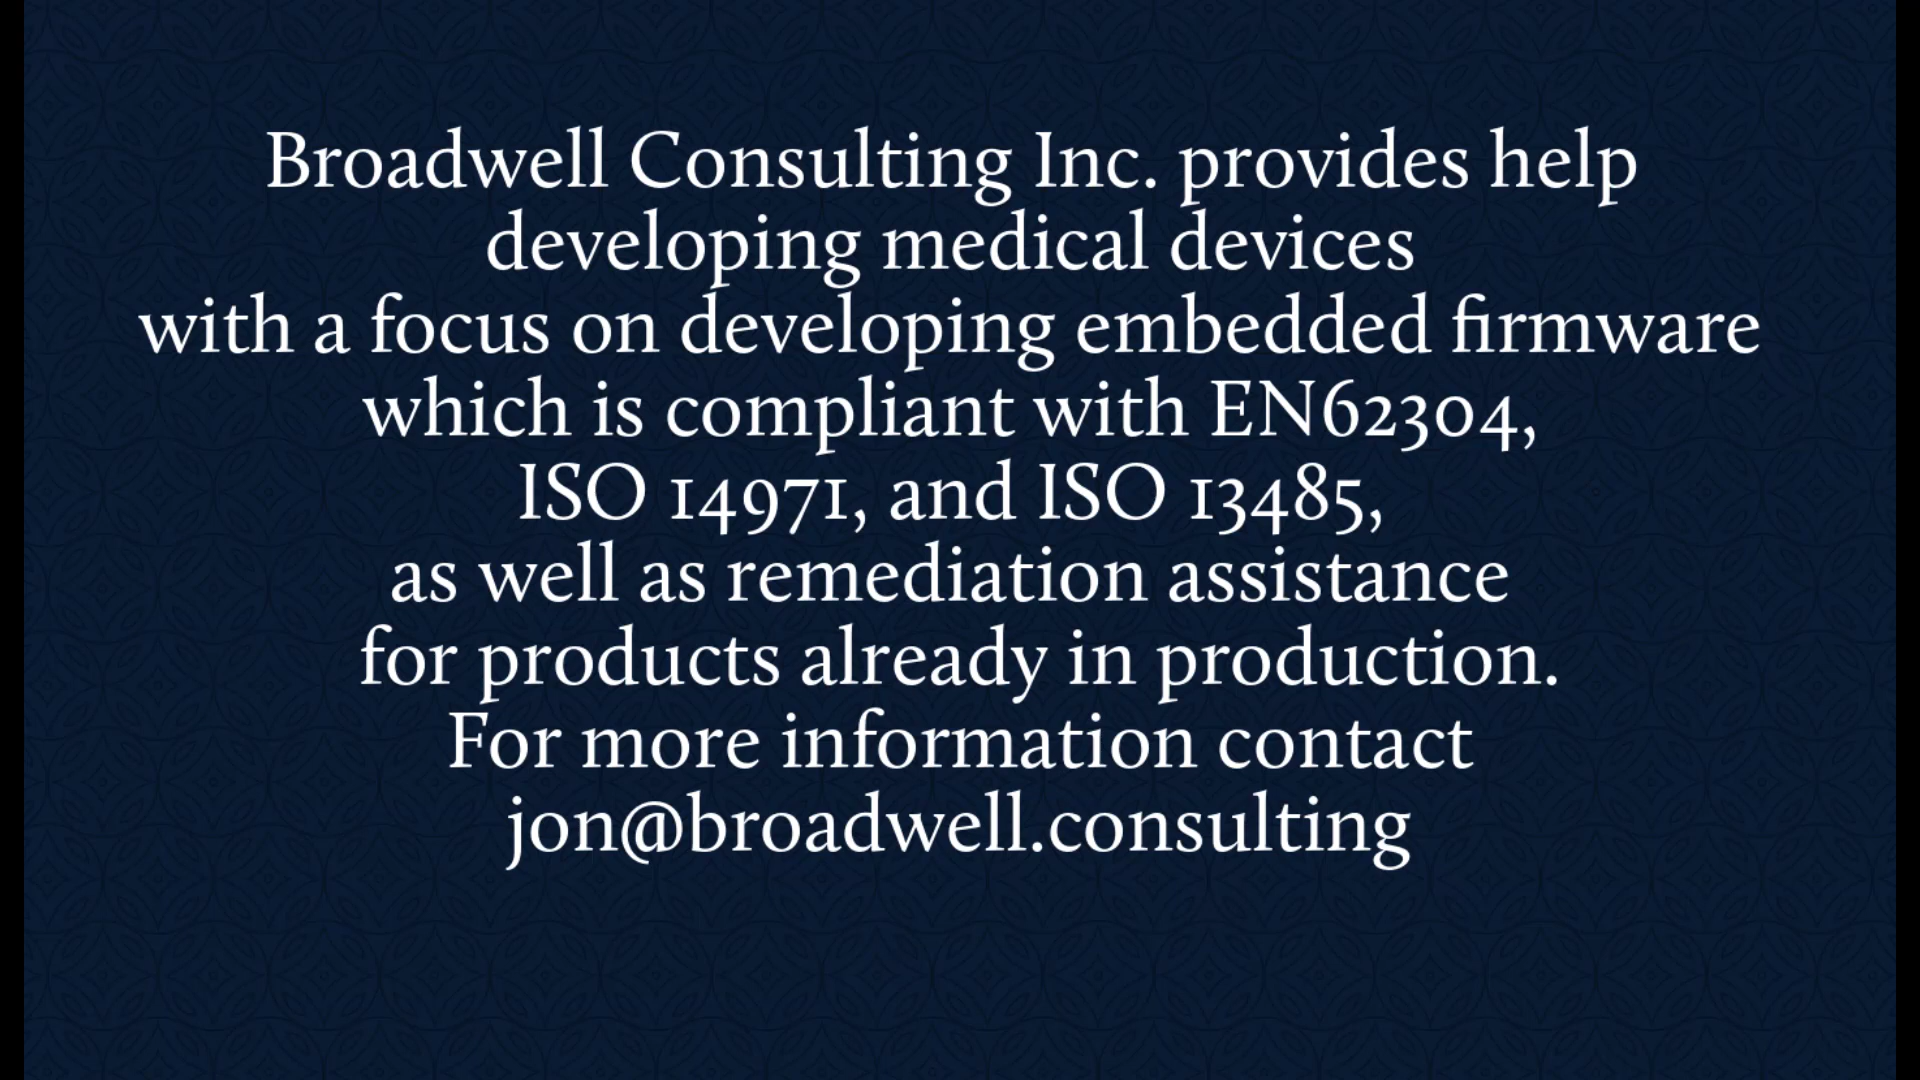 Broadwell Consulting Inc. provides help
developing medical devices
with a focus on developing embedded firmware
which is compliant with EN62304,
ISO 14971, and ISO 13485,
as well as remediation assistance
for products already in production.
For more information contact
jon@broadwell.consulting